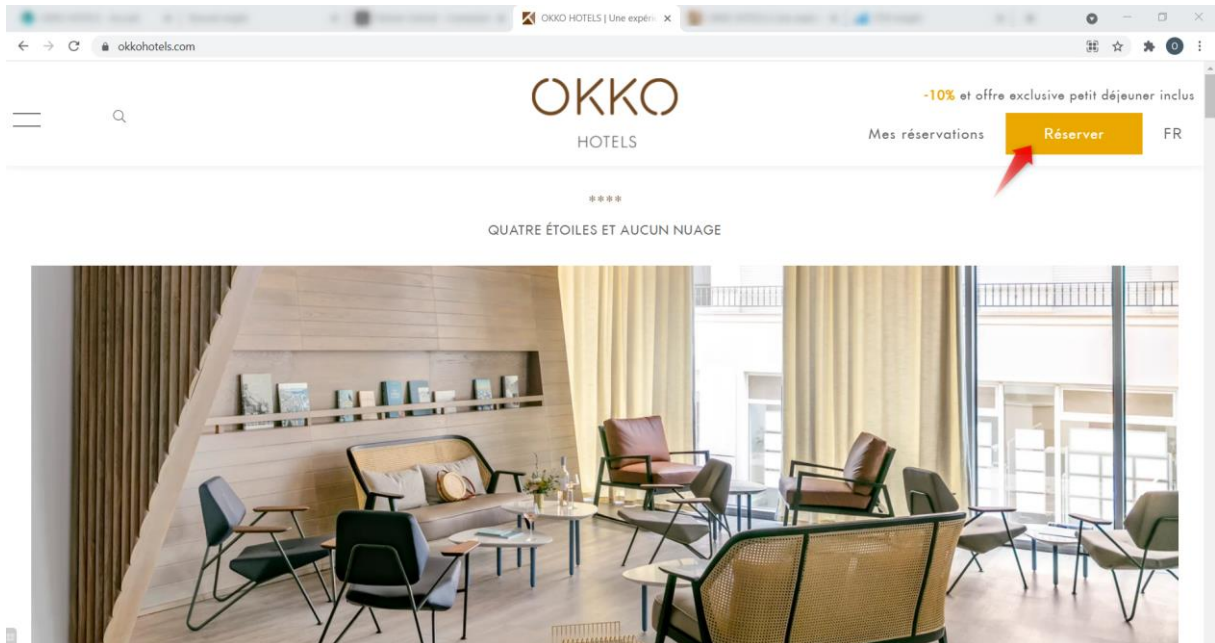 OKKO HOTELS | Une expéri
okkohotels.com
O
OKKO
HOTELS
-10% et offre exclusive petit déjeuner inclus
Mes réservations
Réserver
FR
****
QUATRE ÉTOILES ET AUCUN NUAGE